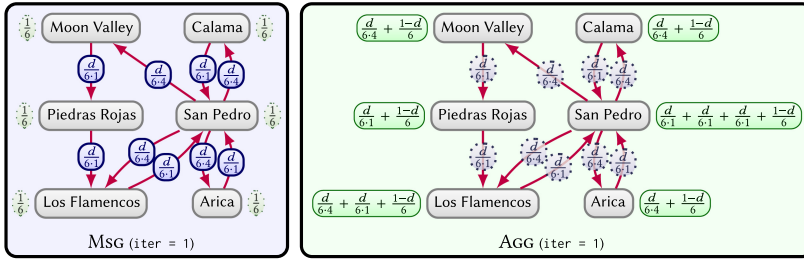 1/6 Moon Valley Calama 1/6
d/6·1 d/6·4 d/6·1 d/6·4
1/6 Piedras Rojas San Pedro 1/6
d/6·1 d/6·4 d/6·1 d/6·4 d/6·1
1/6 Los Flamencos Arica 1/6
MSG (iter = 1)
d/6·4 + 1−d/6 Moon Valley Calama d/6·4 + 1−d/6
d/6·1 d/6·4 d/6·1 d/6·4
d/6·1 + 1−d/6 Piedras Rojas San Pedro d/6·1 + d/6·1 + d/6·1 + 1−d/6
d/6·1 d/6·4 d/6·1 d/6·4 d/6·1
d/6·4 + d/6·1 + 1−d/6 Los Flamencos Arica d/6·4 + 1−d/6
AGG (iter = 1)